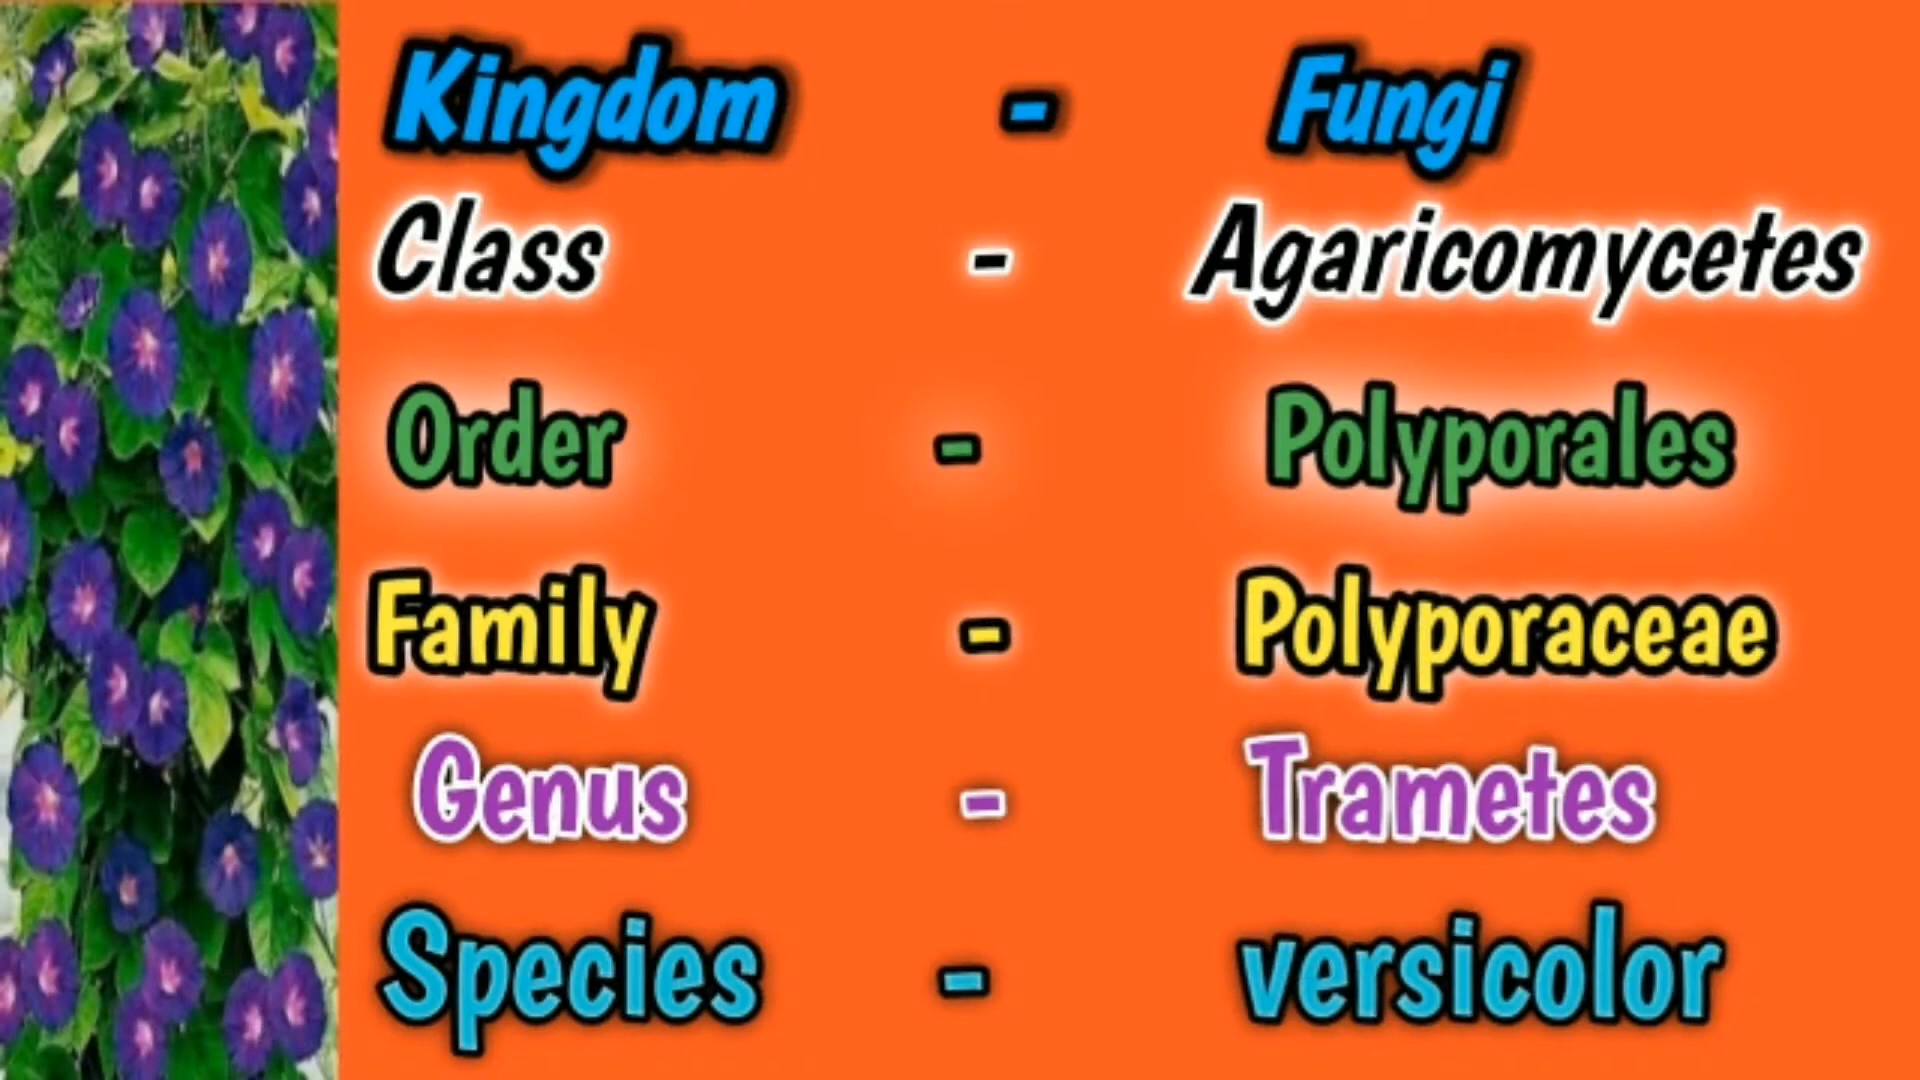 Kingdom - Fungi
Class - Agaricomycetes
Order - Polyporales
Family - Polyporaceae
Genus - Trametes
Species - versicolor